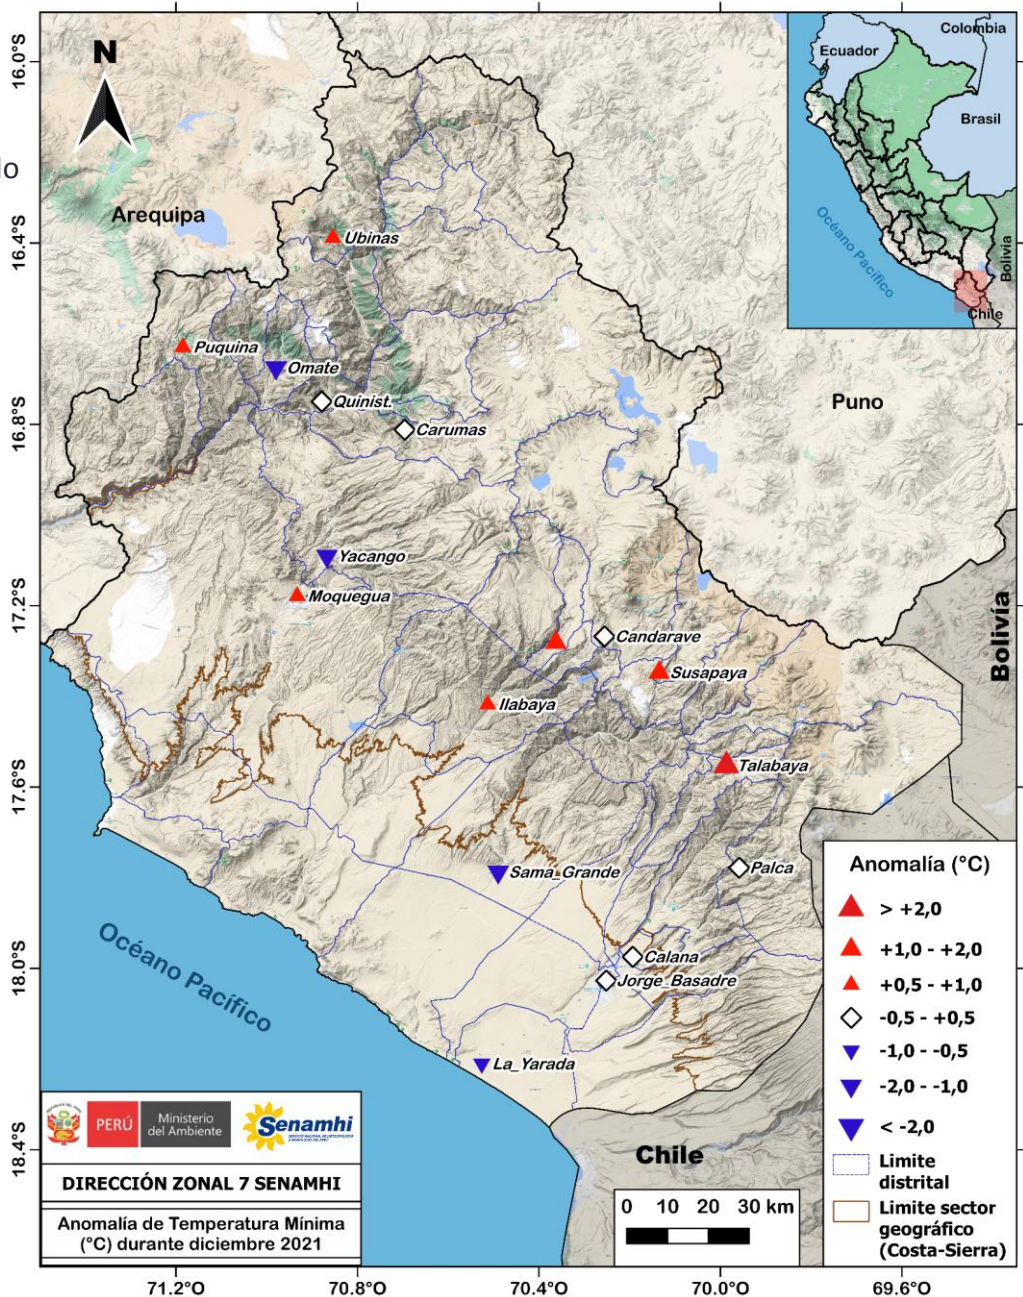 lo
N
16.0°S
16.4°S
16.8°S
17.2°S
17.6°S
18.0°S
18.4°S
Colombia
Ecuador
Brasil
Océano Pacífico
Bolivia
Chile
Arequipa
Ubinas
Puquina
Omate
Quinist.
Carumas
Puno
Yacango
Moquegua
Candarave
Susapaya
Ilabaya
Talabaya
Bolivía
Sama_Grande
Palca
Calana
Jorge_Basadre
La_Yarada
Océano Pacífico
Chile
Anomalía (°C)
> +2,0
+1,0 - +2,0
+0,5 - +1,0
-0,5 - +0,5
-1,0 - -0,5
-2,0 - -1,0
< -2,0
Limite
distrital
Limite sector
geográfico
(Costa-Sierra)
PERÚ
Ministerio
del Ambiente
Senamhi
DIRECCIÓN ZONAL 7 SENAMHI
Anomalía de Temperatura Mínima
(°C) durante diciembre 2021
0 10 20 30 km
71.2°O 70.8°O 70.4°O 70.0°O 69.6°O